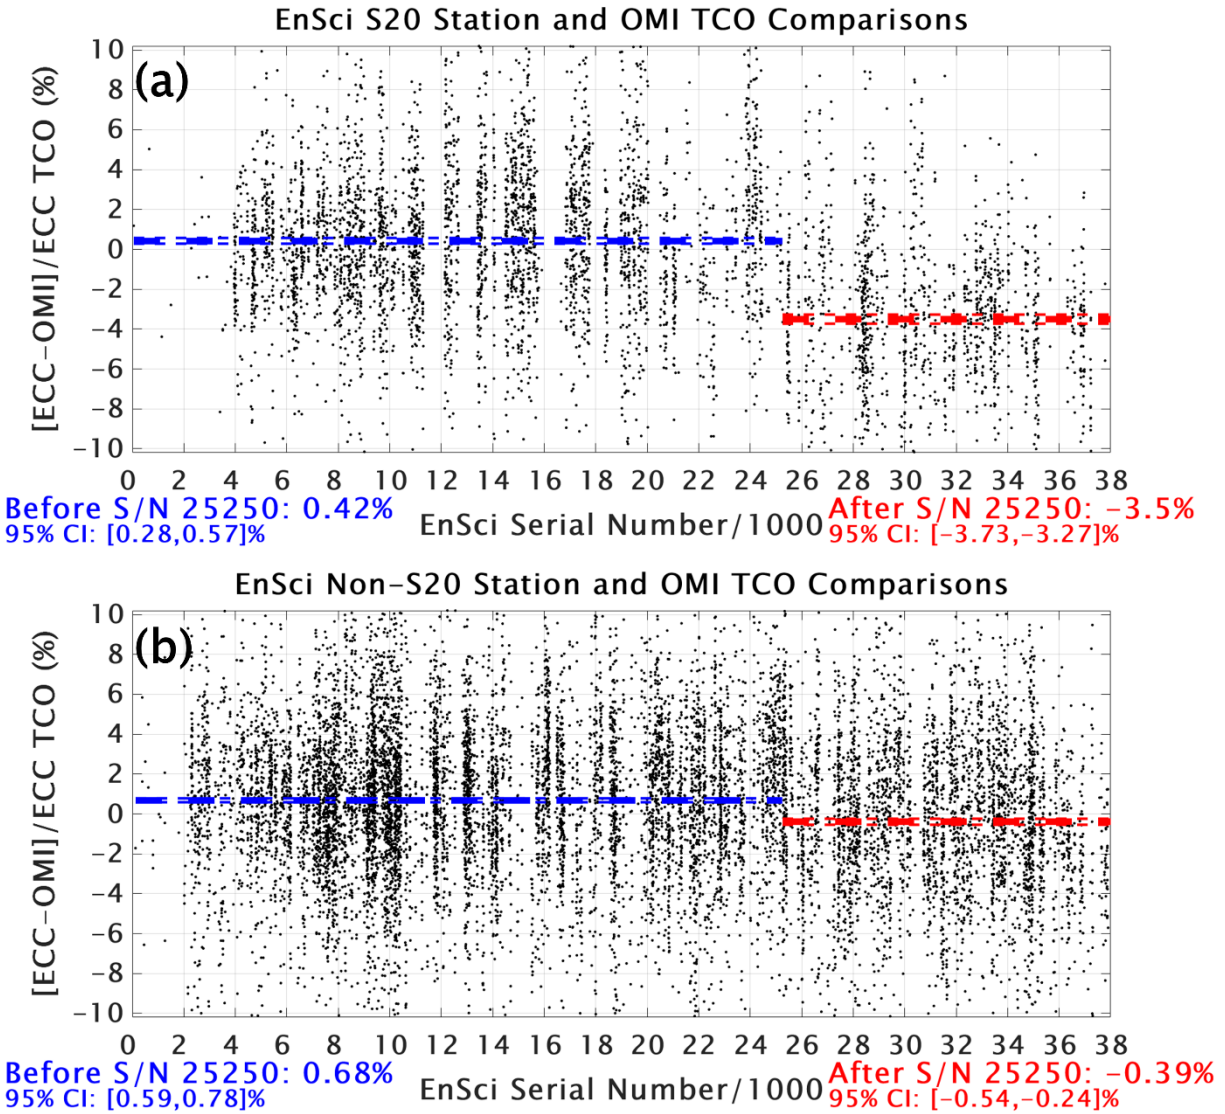 EnSci S20 Station and OMI TCO Comparisons
(a)
[ECC-OMI]/ECC TCO (%)
10
8
6
4
2
0
-2
-4
-6
-8
-10
0 2 4 6 8 10 12 14 16 18 20 22 24 26 28 30 32 34 36 38
Before S/N 25250: 0.42%
95% CI: [0.28,0.57]%
EnSci Serial Number/1000
After S/N 25250: -3.5%
95% CI: [-3.73,-3.27]%
EnSci Non-S20 Station and OMI TCO Comparisons
(b)
[ECC-OMI]/ECC TCO (%)
10
8
6
4
2
0
-2
-4
-6
-8
-10
0 2 4 6 8 10 12 14 16 18 20 22 24 26 28 30 32 34 36 38
Before S/N 25250: 0.68%
95% CI: [0.59,0.78]%
EnSci Serial Number/1000
After S/N 25250: -0.39%
95% CI: [-0.54,-0.24]%